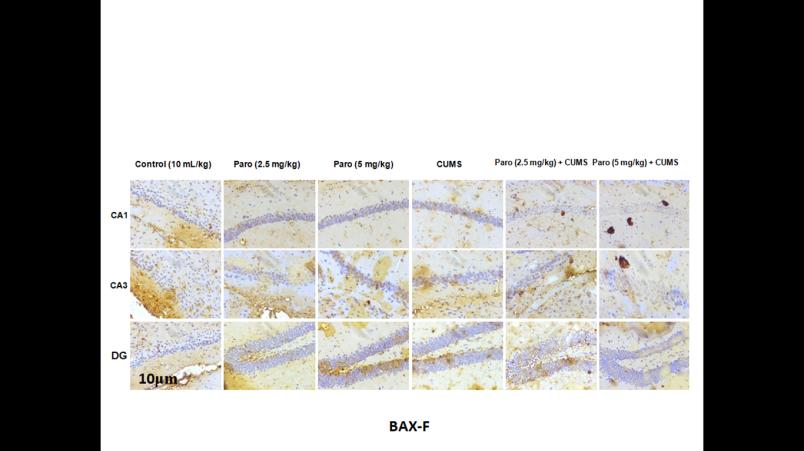 Control (10 mL/kg) Paro (2.5 mg/kg) Paro (5 mg/kg) CUMS Paro (2.5 mg/kg) + CUMS Paro (5 mg/kg) + CUMS
CA1
CA3
DG
10µm
BAX-F